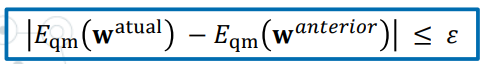 |E_qm(w^atual) − E_qm(w^anterior)| ≤ ε